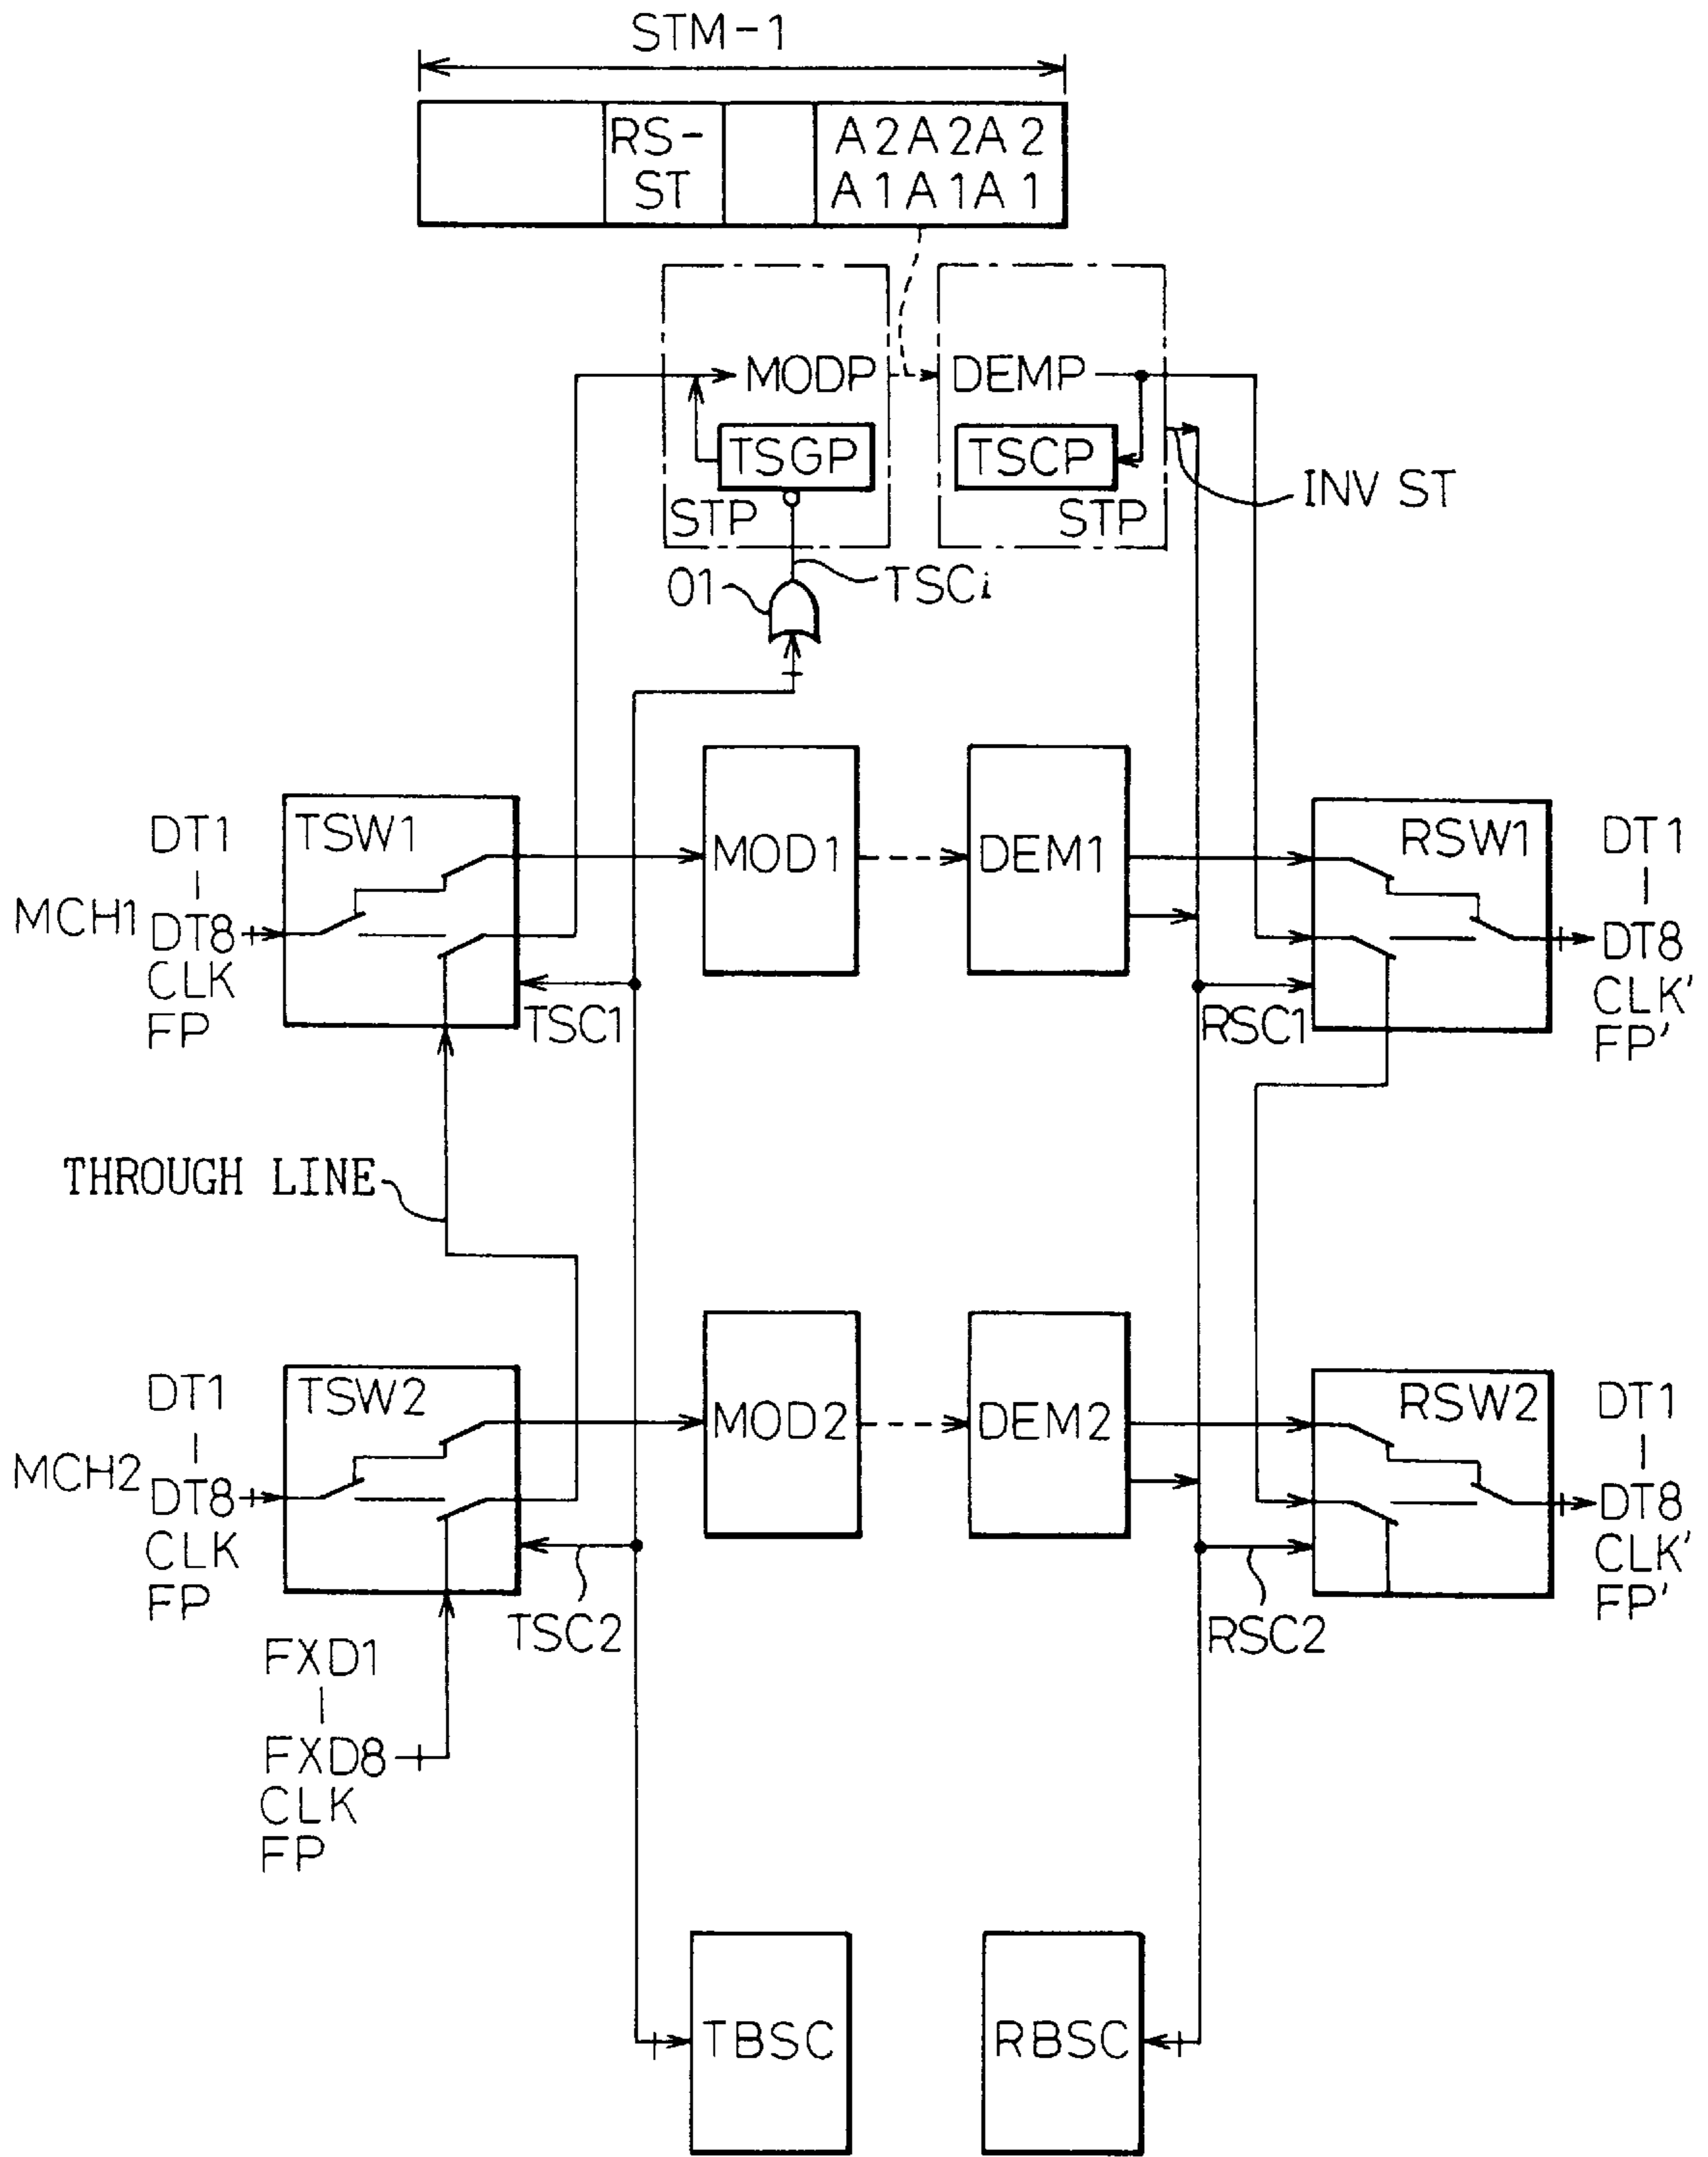 STM-1
RS-
ST
A2A2A2
A1A1A1
MODP
DEMP
TSGP
TSCP
STP
STP
INV ST
01
TSCi
DT1
DT8
CLK
FP
MCH1
TSW1
MOD1
DEM1
RSW1
DT1
DT8
CLK'
FP'
TSC1
RSC1
THROUGH LINE
DT1
DT8
CLK
FP
MCH2
TSW2
MOD2
DEM2
RSW2
DT1
DT8
CLK'
FP'
TSC2
RSC2
FXD1
FXD8
CLK
FP
TBSC
RBSC